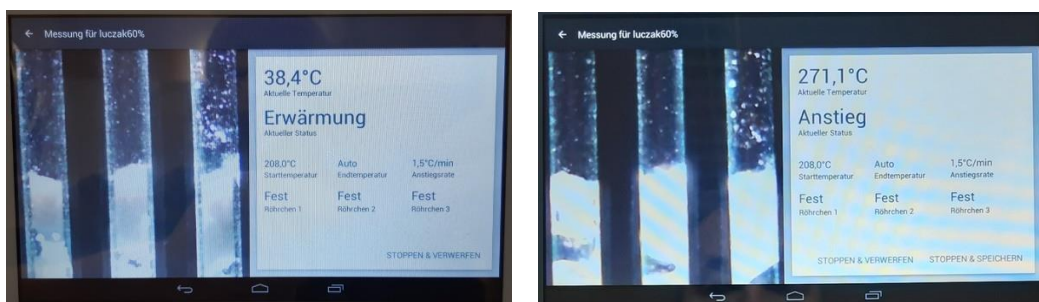 ← Messung für luczak60%
38,4°C
Aktuelle Temperatur
Erwärmung
Aktueller Status
208,0°C Auto 1,5°C/min
Starttemperatur Endtemperatur Anstiegsrate
Fest Fest Fest
Röhrchen 1 Röhrchen 2 Röhrchen 3
STOPPEN & VERWERFEN
← Messung für luczak60%
271,1°C
Aktuelle Temperatur
Anstieg
Aktueller Status
208,0°C Auto 1,5°C/min
Starttemperatur Endtemperatur Anstiegsrate
Fest Fest Fest
Röhrchen 1 Röhrchen 2 Röhrchen 3
STOPPEN & VERWERFEN STOPPEN & SPEICHERN